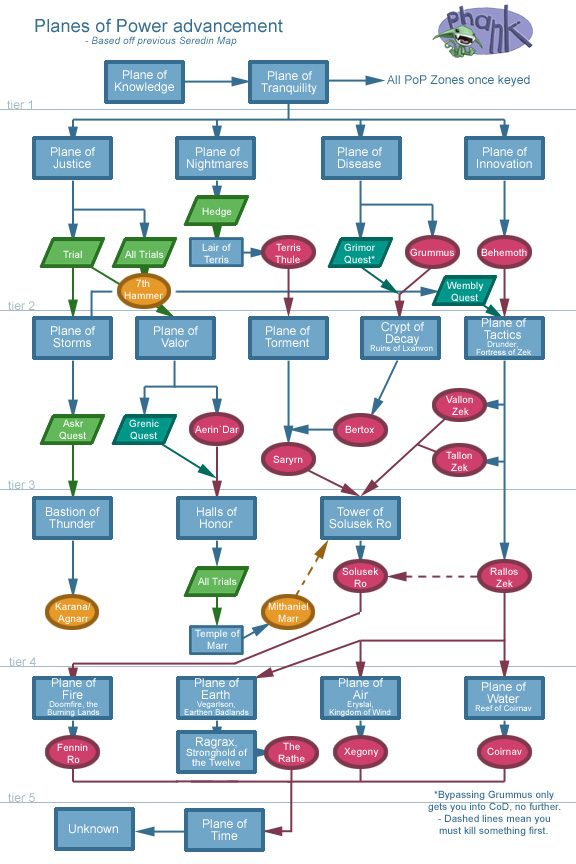 Planes of Power advancement
- Based off previous Seredin Map
phank
Plane of
Knowledge
Plane of
Tranquility
All PoP Zones once keyed
tier 1
Plane of
Justice
Plane of
Nightmares
Plane of
Disease
Plane of
Innovation
Hedge
Trial
All Trials
Lair of
Terris
Terris
Thule
Grimor
Quest*
Grummus
Behemoth
7th
Hammer
Wembly
Quest
tier 2
Plane of
Storms
Plane of
Valor
Plane of
Torment
Crypt of
Decay
Ruins of Lxanvon
Plane of
Tactics
Drunder,
Fortress of Zek
Askr
Quest
Grenic
Quest
Aerin`Dar
Saryrn
Bertox
Vallon
Zek
Tallon
Zek
tier 3
Bastion of
Thunder
Halls of
Honor
Tower of
Solusek Ro
All Trials
Solusek
Ro
Rallos
Zek
Karana/
Agnarr
Temple of
Marr
Mithaniel
Marr
tier 4
Plane of
Fire
Doomfire, the
Burning Lands
Plane of
Earth
Vegarlson,
Earthen Badlands
Plane of
Air
Eryslai,
Kingdom of Wind
Plane of
Water
Reef of Coirnav
Fennin
Ro
Ragrax,
Stronghold of
the Twelve
The
Rathe
Xegony
Coirnav
tier 5
Unknown
Plane of
Time
*Bypassing Grummus only
gets you into CoD, no further.
- Dashed lines mean you
must kill something first.